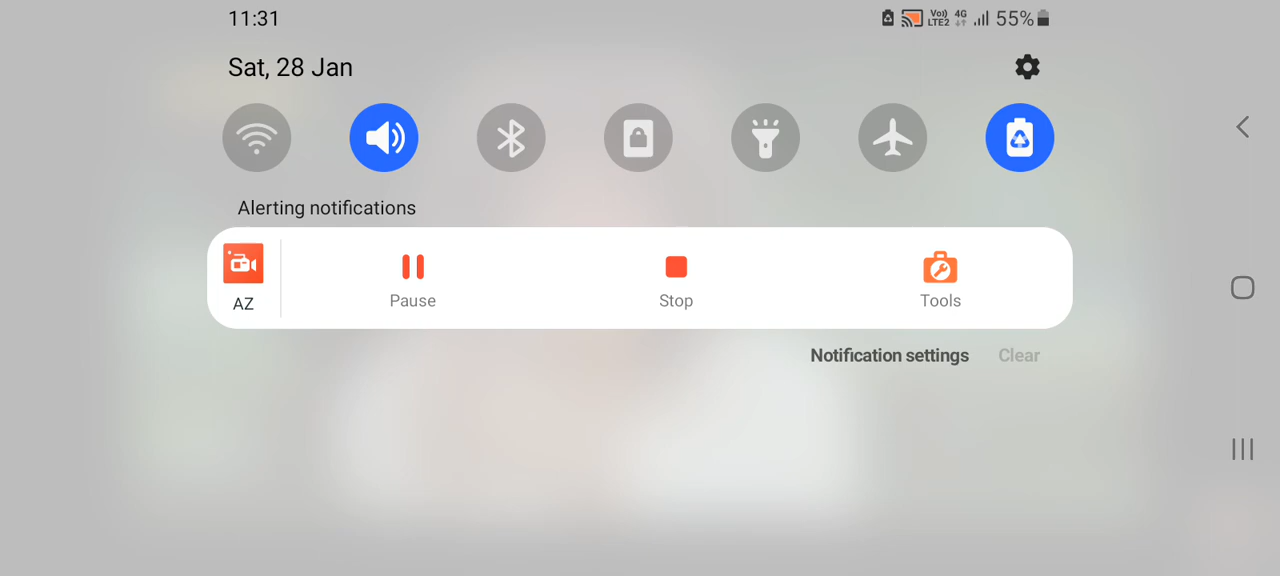 11:31
Vo) LTE2 4G 55%
Sat, 28 Jan
Alerting notifications
AZ
Pause
Stop
Tools
Notification settings
Clear